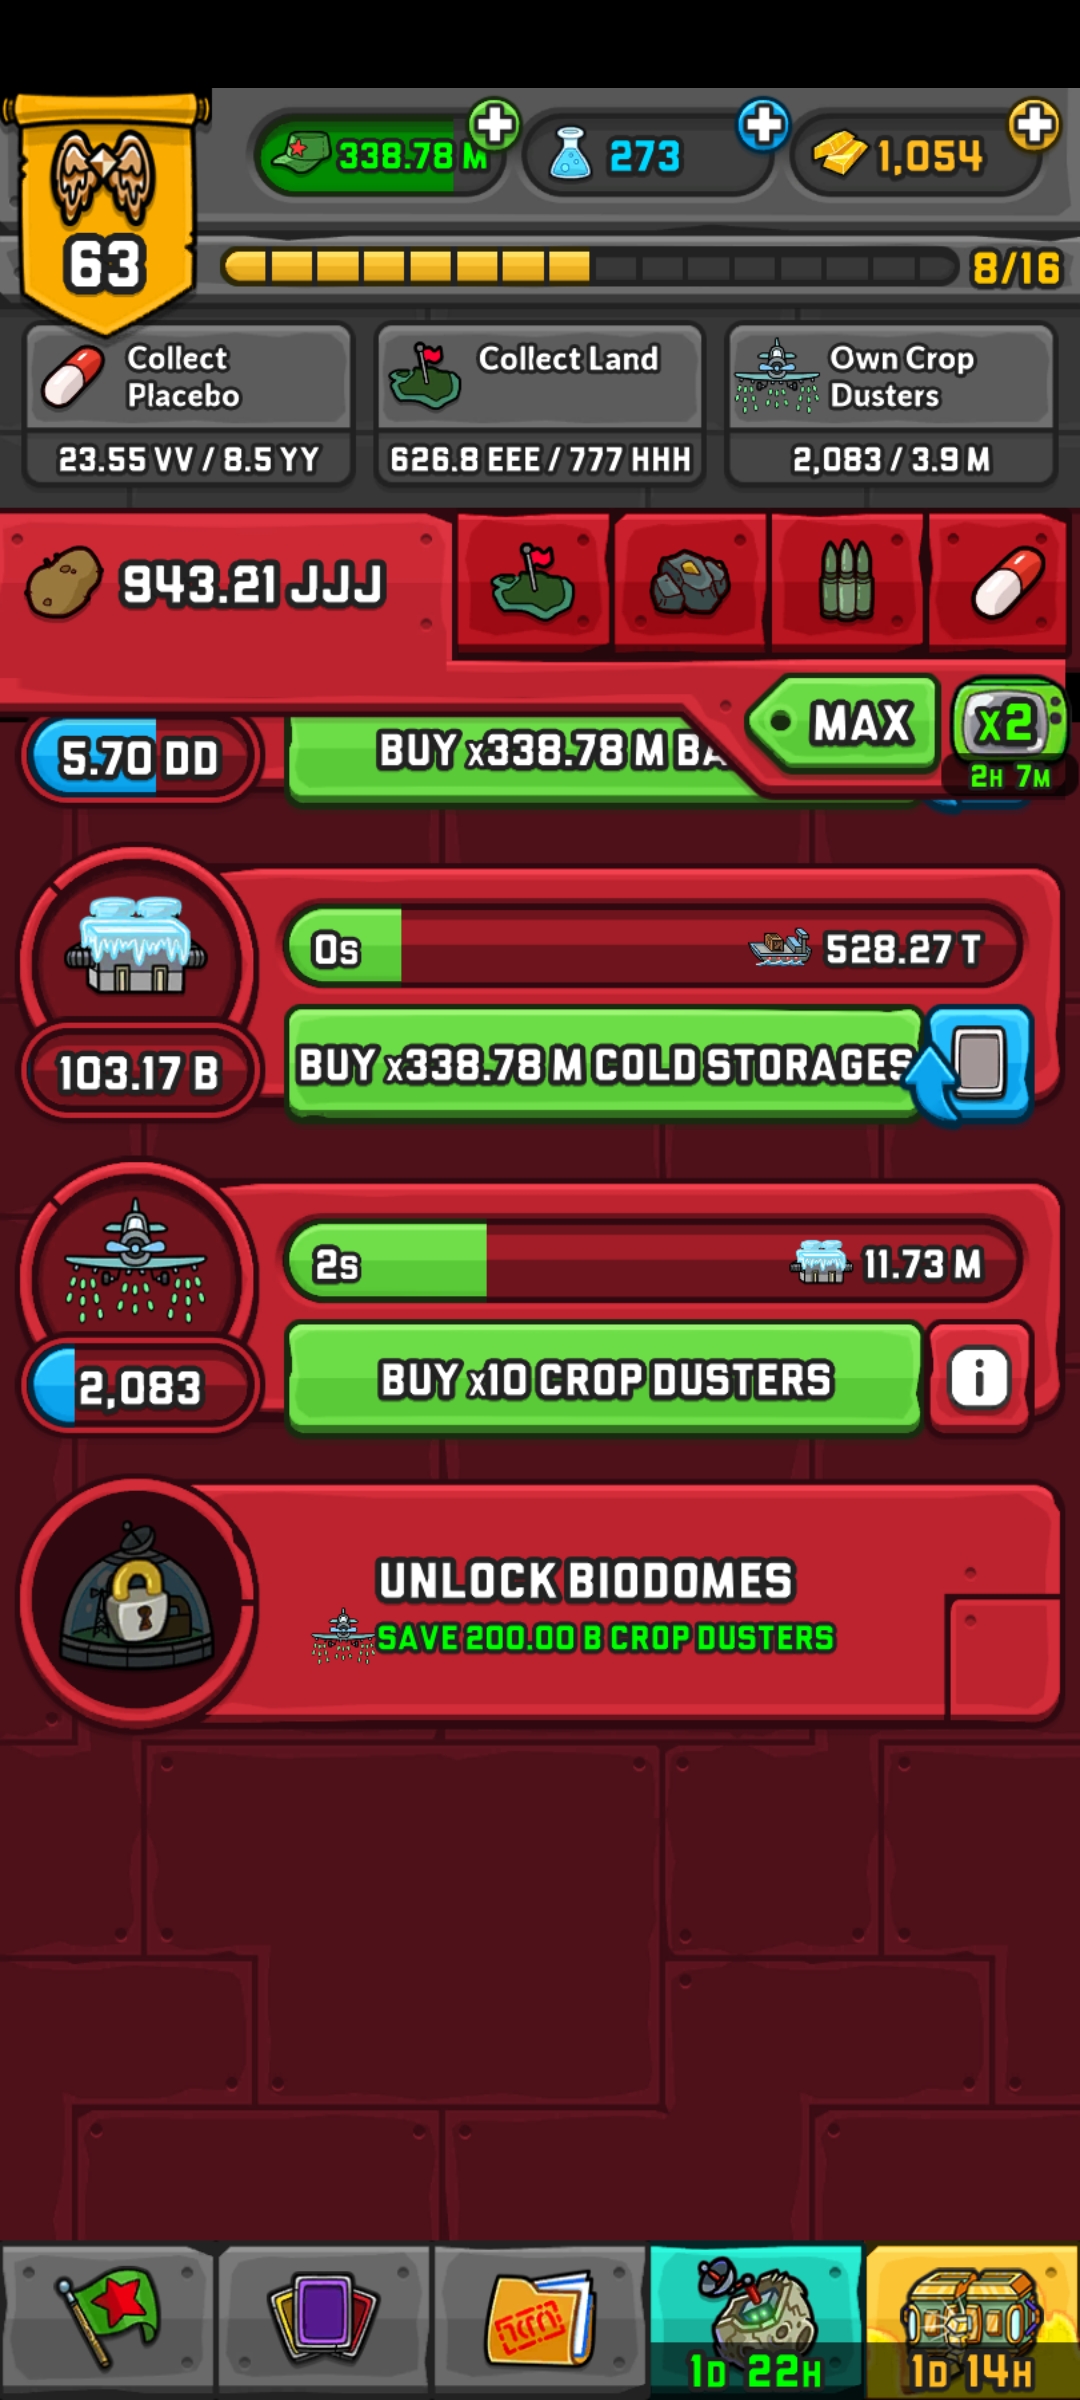 338.78 M
273
1,054
63
8/16
Collect
Placebo
23.55 VV / 8.5 YY
Collect Land
626.8 EEE / 777 HHH
Own Crop
Dusters
2,083 / 3.9 M
943.21 JJJ
MAX
x2
2H 7M
5.70 DD
BUY x338.78 M BA
0s
528.27 T
103.17 B
BUY x338.78 M COLD STORAGES
2s
11.73 M
2,083
BUY x10 CROP DUSTERS
i
UNLOCK BIODOMES
SAVE 200.00 B CROP DUSTERS
1D 22H
1D 14H